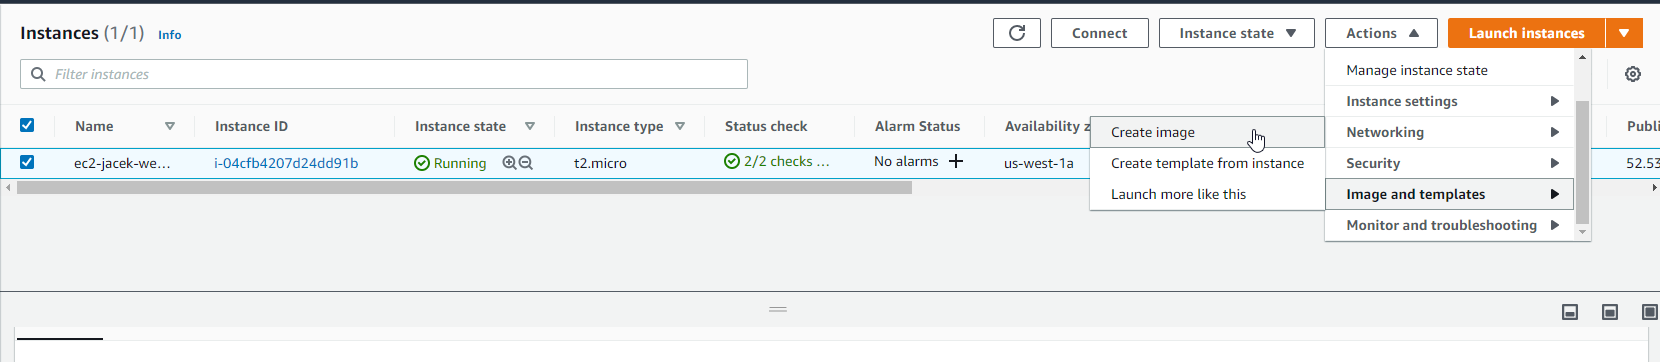 Instances (1/1) Info
Connect
Instance state
Actions
Launch instances
Filter instances
Manage instance state
Instance settings
Networking
Security
Image and templates
Monitor and troubleshooting
Create image
Create template from instance
Launch more like this
Name
Instance ID
Instance state
Instance type
Status check
Alarm Status
Availability z
Publi
ec2-jacek-we...
i-04cfb4207d24dd91b
Running
t2.micro
2/2 checks ...
No alarms
us-west-1a
52.53